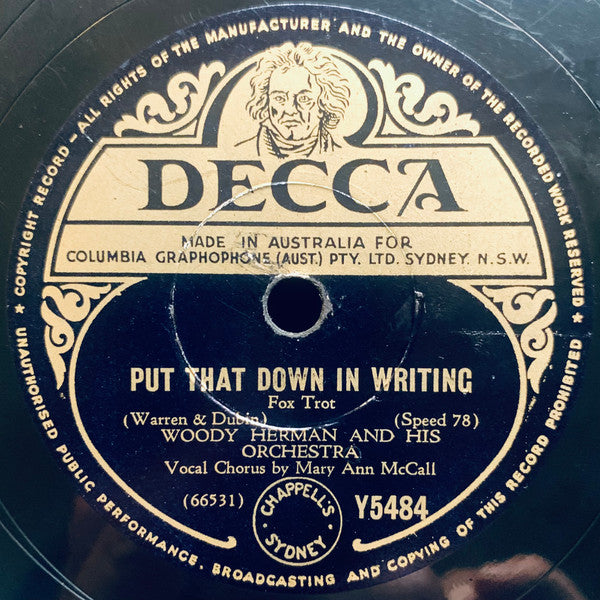 COPYRIGHT RECORD - ALL RIGHTS OF THE MANUFACTURER AND THE OWNER OF THE RECORDED WORK RESERVED
DECCA
MADE IN AUSTRALIA FOR
COLUMBIA GRAPHOPHONE (AUST.) PTY. LTD. SYDNEY, N.S.W.
PUT THAT DOWN IN WRITING
Fox Trot
(Warren & Dubin) (Speed 78)
WOODY HERMAN AND HIS
ORCHESTRA
Vocal Chorus by Mary Ann McCall
(66531) Y5484
CHAPPELL'S
SYDNEY
UNAUTHORISED PUBLIC PERFORMANCE, BROADCASTING AND COPYING OF THIS RECORD PROHIBITED